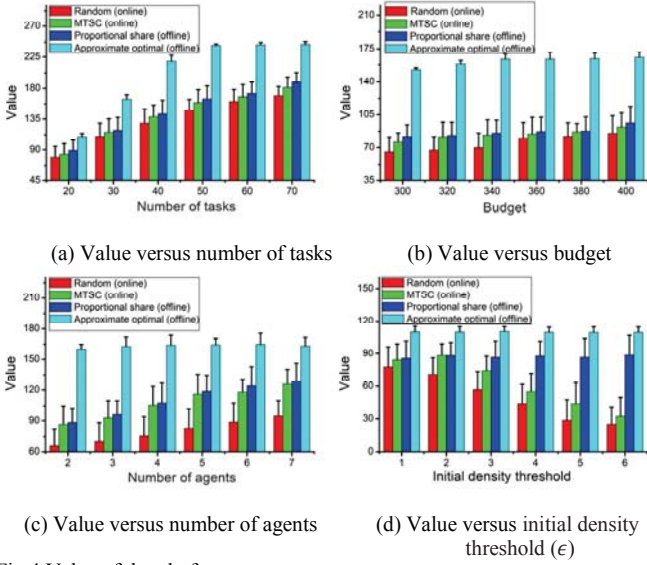 Random (online)
MTSC (online)
Proportional share (offline)
Approximate optimal (offline)
Value
45
90
135
180
225
20 30 40 50 60 70
Number of tasks
(a) Value versus number of tasks
Random (online)
MTSC (online)
Proportional share (offline)
Approximate optimal (offline)
Value
35
70
105
140
175
300 320 340 360 380 400
Budget
(b) Value versus budget
Random (online)
MTSC (online)
Proportional share (offline)
Approximate optimal (offline)
Value
60
90
120
150
180
210
2 3 4 5 6 7
Number of agents
(c) Value versus number of agents
Random (online)
MTSC (online)
Proportional share (offline)
Approximate optimal (offline)
Value
0
30
60
90
120
150
1 2 3 4 5 6
Initial density threshold
(d) Value versus initial density
threshold (ϵ)